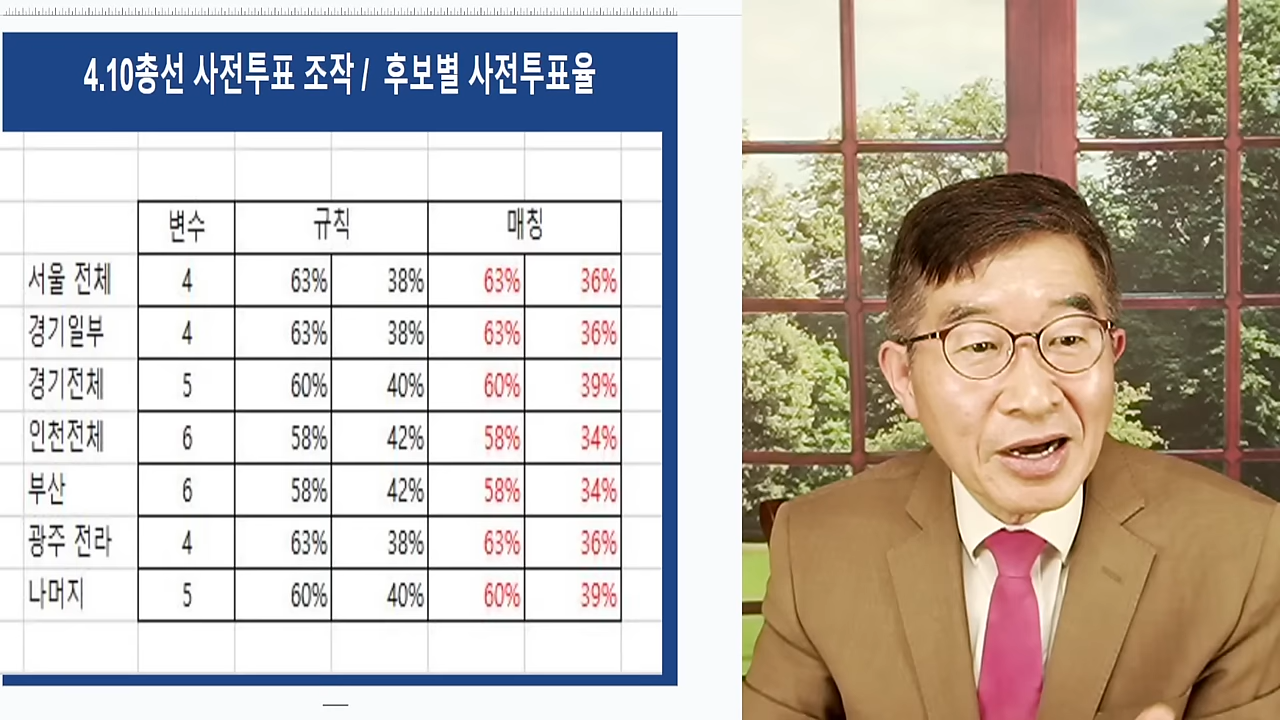 4.10총선 사전투표 조작 / 후보별 사전투표율
변수 규칙 매칭
서울 전체 4 63% 38% 63% 36%
경기일부 4 63% 38% 63% 36%
경기전체 5 60% 40% 60% 39%
인천전체 6 58% 42% 58% 34%
부산 6 58% 42% 58% 34%
광주 전라 4 63% 38% 63% 36%
나머지 5 60% 40% 60% 39%